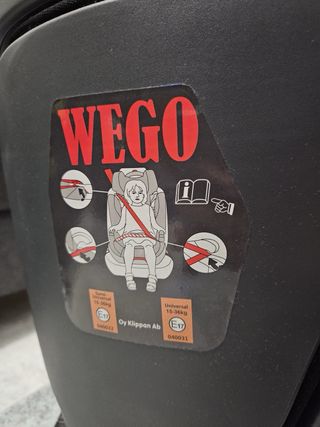 WEGO
i
Semi-
Universal
15-36kg
E17
040032
Oy Klippan Ab
Universal
15-36kg
E17
040031